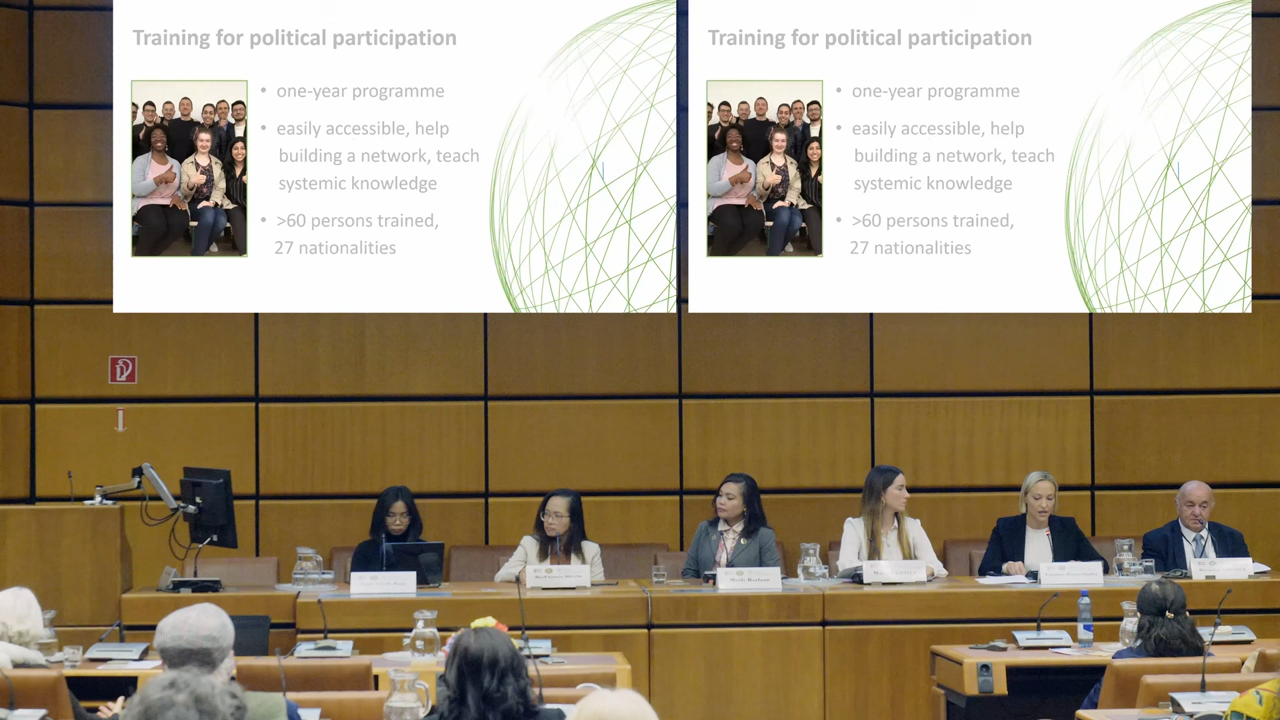 Training for political participation
• one-year programme
• easily accessible, help
building a network, teach
systemic knowledge
• >60 persons trained,
27 nationalities
Training for political participation
• one-year programme
• easily accessible, help
building a network, teach
systemic knowledge
• >60 persons trained,
27 nationalities